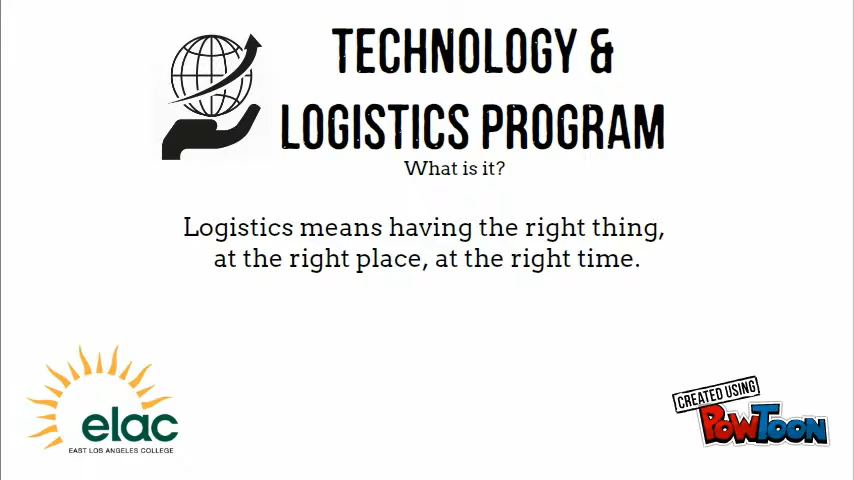 TECHNOLOGY &
LOGISTICS PROGRAM
What is it?
Logistics means having the right thing,
at the right place, at the right time.
elac
EAST LOS ANGELES COLLEGE
CREATED USING
POWTOON